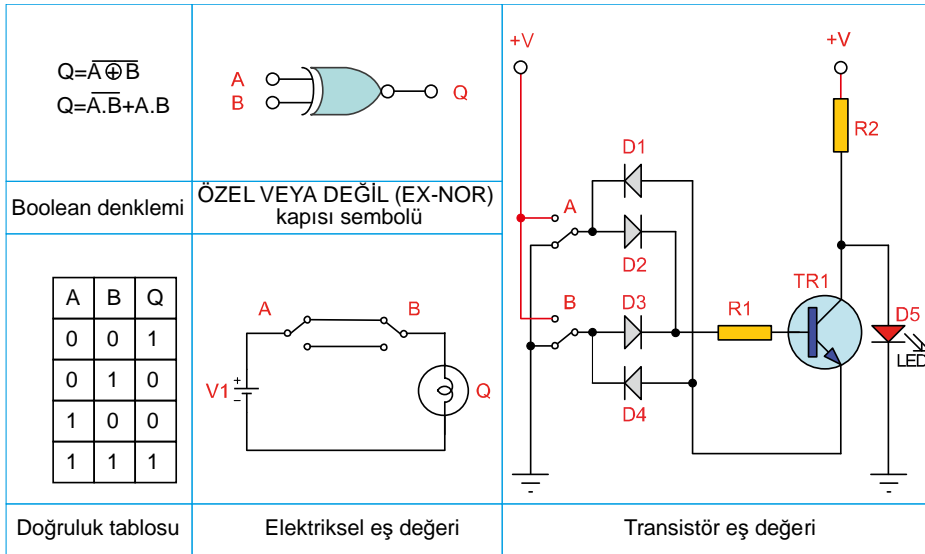 Q=A⊕B
Q=A.B+A.B
Boolean denklemi
A
B
Q
ÖZEL VEYA DEĞİL (EX-NOR)
kapısı sembolü
A B Q
0 0 1
0 1 0
1 0 0
1 1 1
Doğruluk tablosu
A
B
V1
+
−
Q
Elektriksel eş değeri
+V
+V
R2
D1
A
D2
TR1
B
D3
R1
D5
LED
D4
Transistör eş değeri